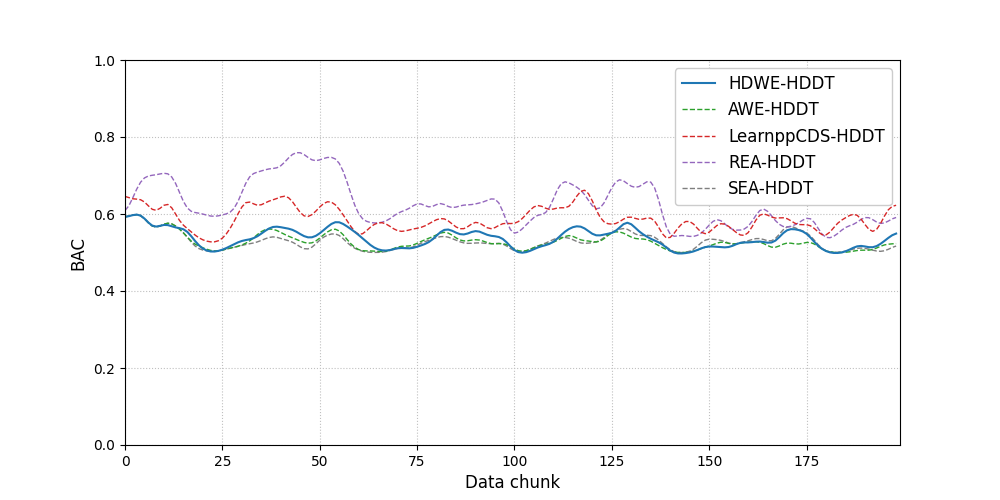 1.0
0.8
0.6
0.4
0.2
0.0
BAC
0
25
50
75
100
125
150
175
Data chunk
HDWE-HDDT
AWE-HDDT
LearnppCDS-HDDT
REA-HDDT
SEA-HDDT